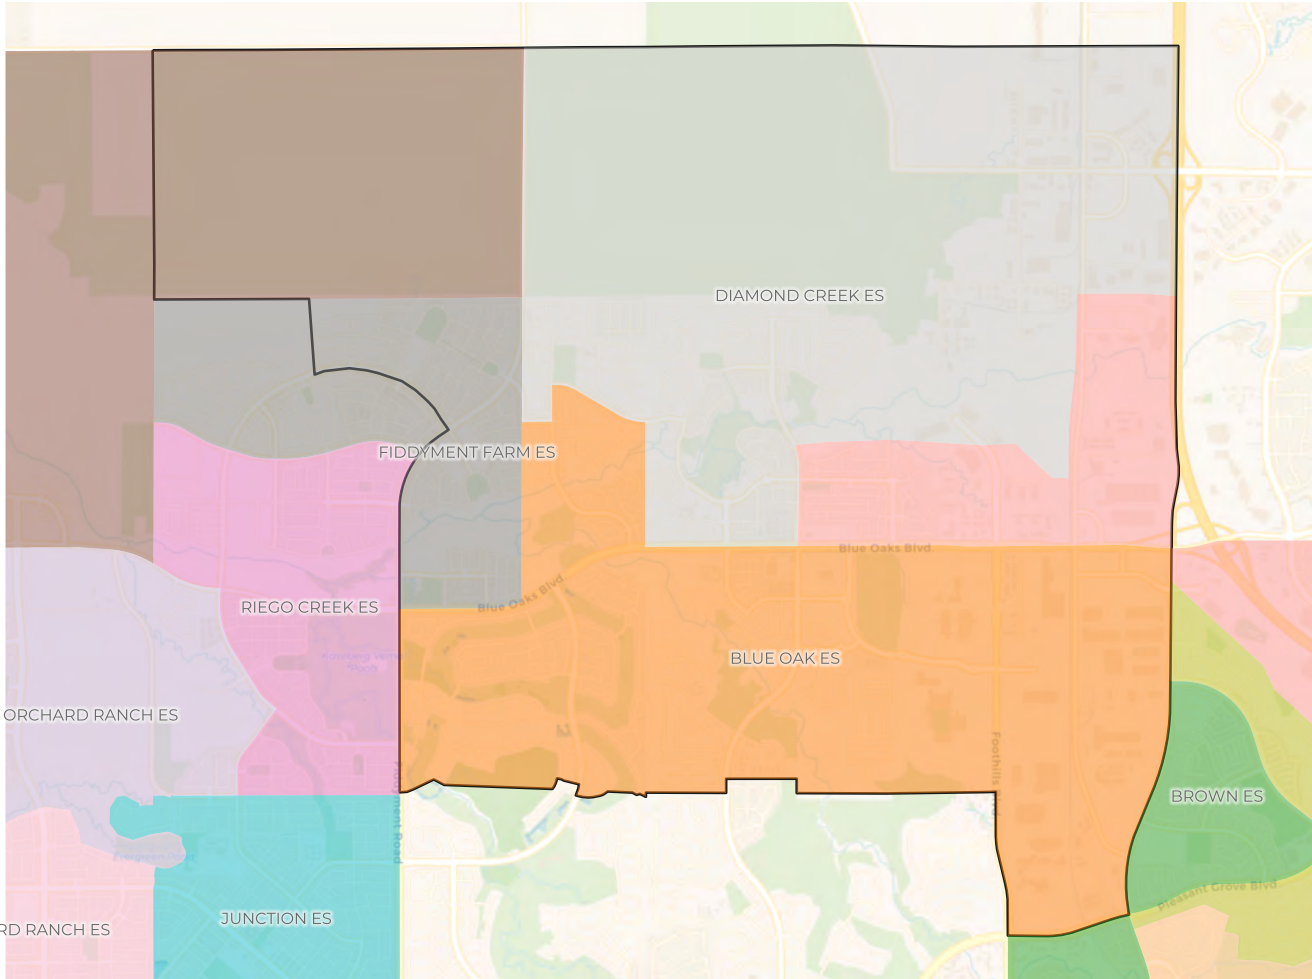 DIAMOND CREEK ES
FIDDYMENT FARM ES
Blue Oaks Blvd
Blue Oaks Blvd
RIEGO CREEK ES
BLUE OAK ES
ORCHARD RANCH ES
Foothills Blvd
Fiddyment Road
BROWN ES
Pleasant Grove Blvd
JUNCTION ES
RD RANCH ES